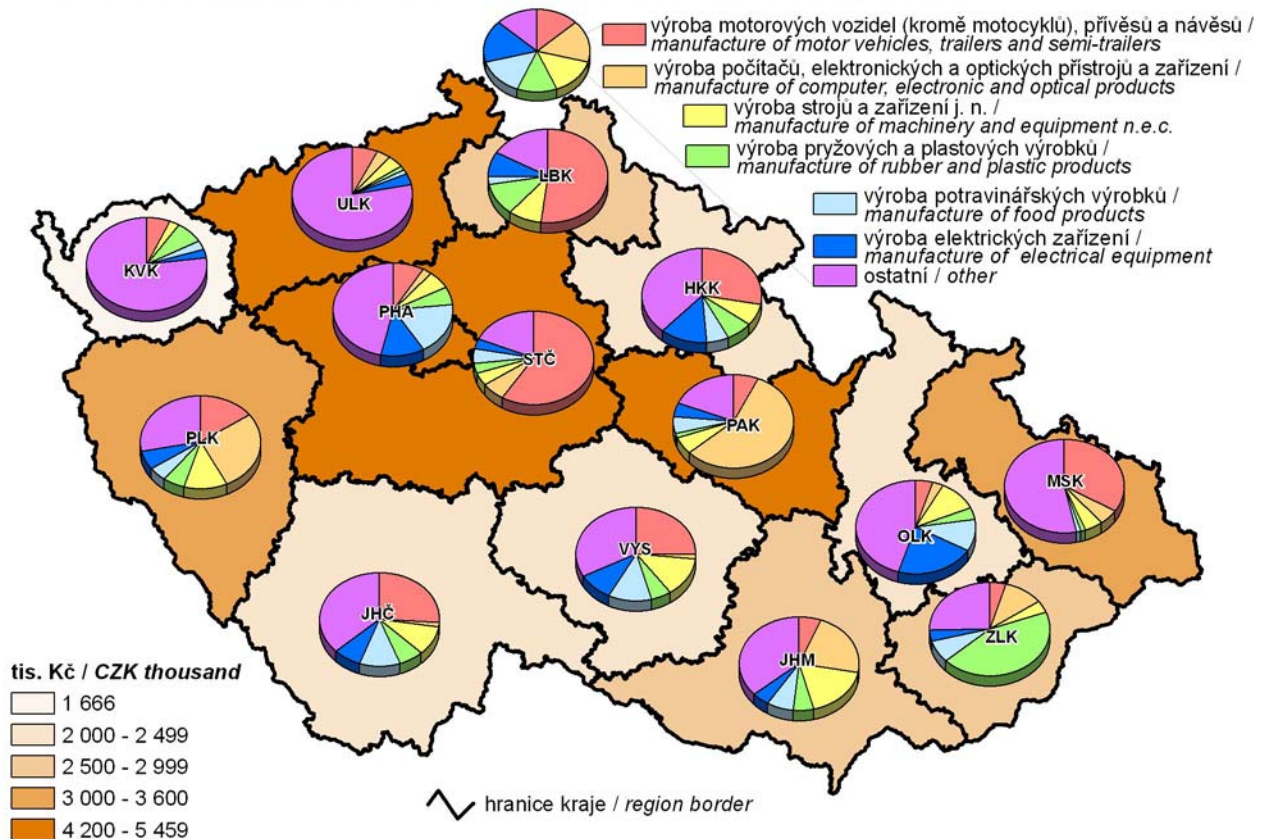 výroba motorových vozidel (kromě motocyklů), přívěsů a návěsů /
manufacture of motor vehicles, trailers and semi-trailers
výroba počítačů, elektronických a optických přístrojů a zařízení /
manufacture of computer, electronic and optical products
výroba strojů a zařízení j. n. /
manufacture of machinery and equipment n.e.c.
výroba pryžových a plastových výrobků /
manufacture of rubber and plastic products
výroba potravinářských výrobků /
manufacture of food products
výroba elektrických zařízení /
manufacture of electrical equipment
ostatní / other
LBK
ULK
KVK
HKK
PHA
STČ
PAK
PLK
MSK
OLK
VYS
JHČ
ZLK
JHM
tis. Kč / CZK thousand
1 666
2 000 - 2 499
2 500 - 2 999
3 000 - 3 600
4 200 - 5 459
hranice kraje / region border